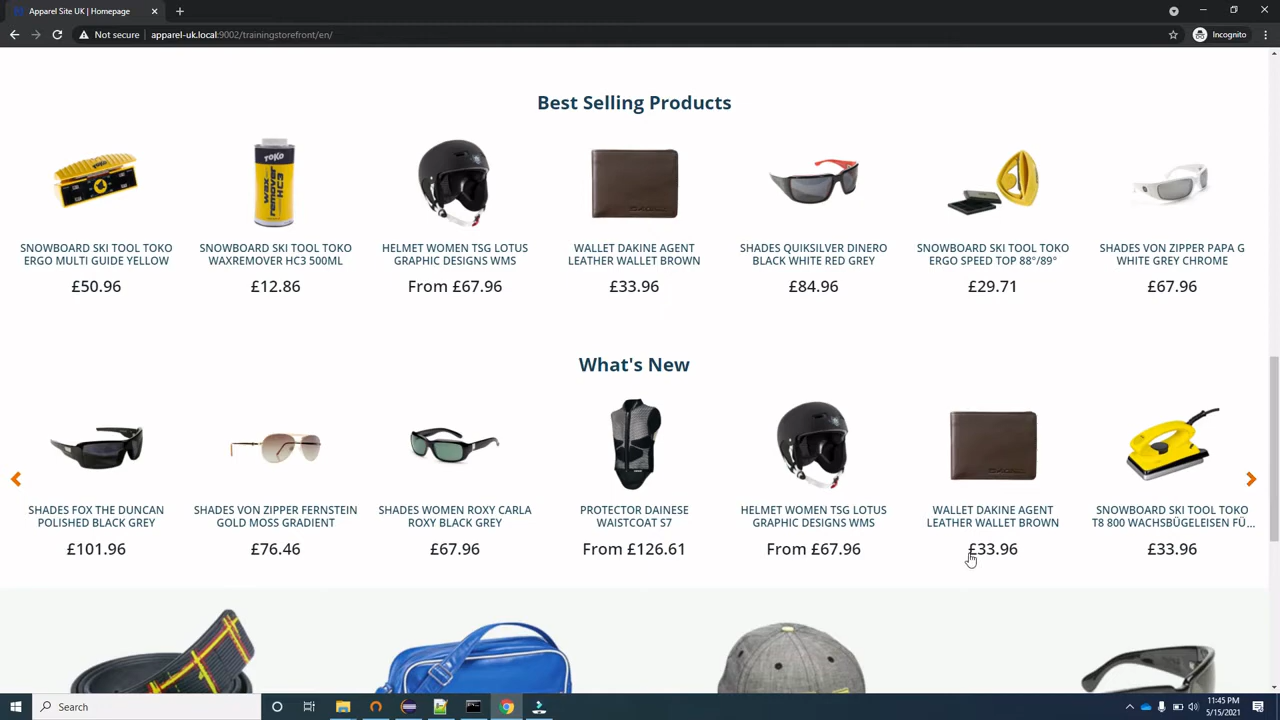 Apparel Site UK | Homepage
Not secure | apparel-uk.local:9002/trainingstorefront/en/
Incognito
Best Selling Products
SNOWBOARD SKI TOOL TOKO
ERGO MULTI GUIDE YELLOW
£50.96
TOKO
wax
remover
HC3
SNOWBOARD SKI TOOL TOKO
WAXREMOVER HC3 500ML
£12.86
HELMET WOMEN TSG LOTUS
GRAPHIC DESIGNS WMS
From £67.96
WALLET DAKINE AGENT
LEATHER WALLET BROWN
£33.96
SHADES QUIKSILVER DINERO
BLACK WHITE RED GREY
£84.96
SNOWBOARD SKI TOOL TOKO
ERGO SPEED TOP 88°/89°
£29.71
SHADES VON ZIPPER PAPA G
WHITE GREY CHROME
£67.96
What's New
SHADES FOX THE DUNCAN
POLISHED BLACK GREY
£101.96
SHADES VON ZIPPER FERNSTEIN
GOLD MOSS GRADIENT
£76.46
SHADES WOMEN ROXY CARLA
ROXY BLACK GREY
£67.96
PROTECTOR DAINESE
WAISTCOAT S7
From £126.61
HELMET WOMEN TSG LOTUS
GRAPHIC DESIGNS WMS
From £67.96
WALLET DAKINE AGENT
LEATHER WALLET BROWN
£33.96
SNOWBOARD SKI TOOL TOKO
T8 800 WACHSBÜGELEISEN FÜ...
£33.96
Search
11:45 PM
5/15/2021